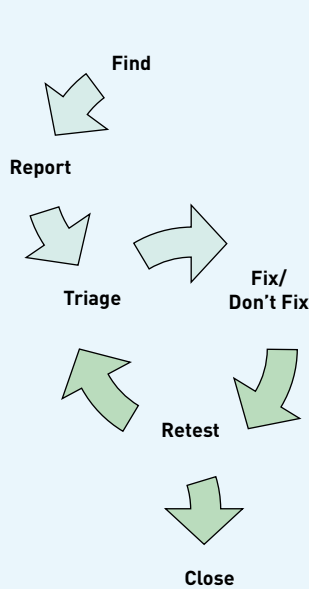 Find
Report
Triage
Fix/
Don't Fix
Retest
Close